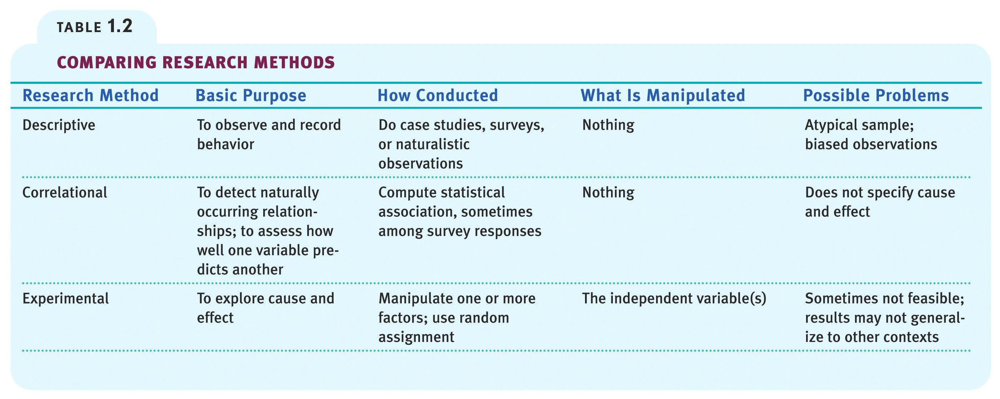 TABLE 1.2
COMPARING RESEARCH METHODS
Research Method Basic Purpose How Conducted What Is Manipulated Possible Problems
Descriptive
To observe and record
behavior
Do case studies, surveys,
or naturalistic
observations
Nothing
Atypical sample;
biased observations
Correlational
To detect naturally
occurring relation-
ships; to assess how
well one variable pre-
dicts another
Compute statistical
association, sometimes
among survey responses
Nothing
Does not specify cause
and effect
Experimental
To explore cause and
effect
Manipulate one or more
factors; use random
assignment
The independent variable(s)
Sometimes not feasible;
results may not general-
ize to other contexts